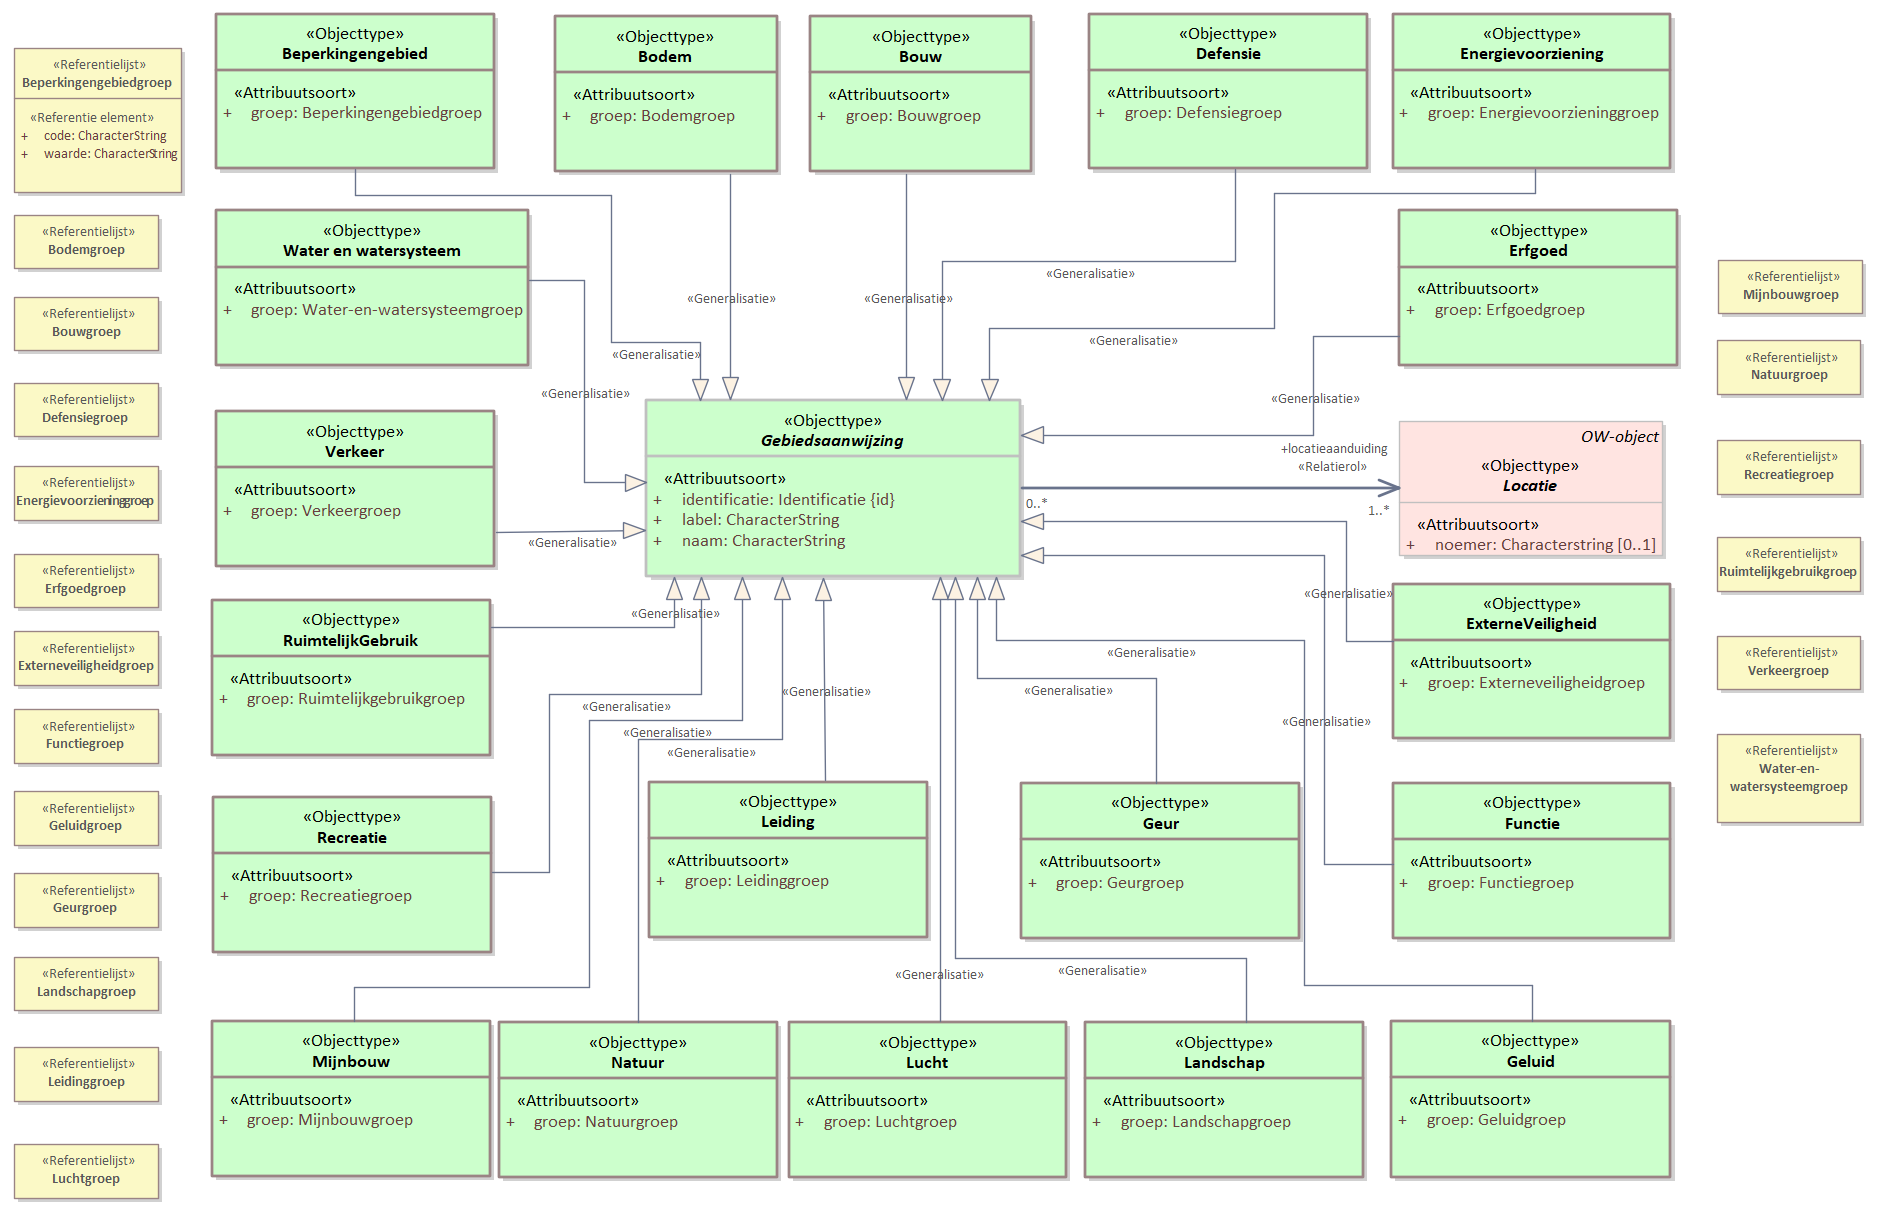 «Objecttype»
Beperkingengebied
«Attribuutsoort»
+ groep: Beperkingengebiedgroep
«Objecttype»
Bodem
«Attribuutsoort»
+ groep: Bodemgroep
«Objecttype»
Bouw
«Attribuutsoort»
+ groep: Bouwgroep
«Objecttype»
Defensie
«Attribuutsoort»
+ groep: Defensiegroep
«Objecttype»
Energievoorziening
«Attribuutsoort»
+ groep: Energievoorzieninggroep
«Referentielijst»
Beperkingengebiedgroep
«Referentie element»
+ code: CharacterString
+ waarde: CharacterString
«Referentielijst»
Bodemgroep
«Referentielijst»
Bouwgroep
«Referentielijst»
Defensiegroep
«Referentielijst»
Energievoorzieninggroep
«Referentielijst»
Erfgoedgroep
«Referentielijst»
Externeveiligheidgroep
«Referentielijst»
Functiegroep
«Referentielijst»
Geluidgroep
«Referentielijst»
Geurgroep
«Referentielijst»
Landschapgroep
«Referentielijst»
Leidinggroep
«Referentielijst»
Luchtgroep
«Objecttype»
Water en watersysteem
«Attribuutsoort»
+ groep: Water-en-watersysteemgroep
«Objecttype»
Erfgoed
«Attribuutsoort»
+ groep: Erfgoedgroep
«Generalisatie»
«Generalisatie»
«Generalisatie»
«Generalisatie»
«Generalisatie»
«Generalisatie»
«Generalisatie»
«Objecttype»
Verkeer
«Attribuutsoort»
+ groep: Verkeergroep
«Generalisatie»
«Objecttype»
Gebiedsaanwijzing
«Attribuutsoort»
+ identificatie: Identificatie {id}
+ label: CharacterString
+ naam: CharacterString
+locatieaanduiding
«Relatierol»
0..*
1..*
OW-object
«Objecttype»
Locatie
«Attribuutsoort»
+ noemer: Characterstring [0..1]
«Objecttype»
RuimtelijkGebruik
«Attribuutsoort»
+ groep: Ruimtelijkgebruikgroep
«Generalisatie»
«Generalisatie»
«Generalisatie»
«Generalisatie»
«Generalisatie»
«Generalisatie»
«Generalisatie»
«Generalisatie»
«Generalisatie»
«Objecttype»
ExterneVeiligheid
«Attribuutsoort»
+ groep: Externeveiligheidgroep
«Objecttype»
Recreatie
«Attribuutsoort»
+ groep: Recreatiegroep
«Objecttype»
Leiding
«Attribuutsoort»
+ groep: Leidinggroep
«Objecttype»
Geur
«Attribuutsoort»
+ groep: Geurgroep
«Objecttype»
Functie
«Attribuutsoort»
+ groep: Functiegroep
«Generalisatie»
«Generalisatie»
«Objecttype»
Mijnbouw
«Attribuutsoort»
+ groep: Mijnbouwgroep
«Objecttype»
Natuur
«Attribuutsoort»
+ groep: Natuurgroep
«Objecttype»
Lucht
«Attribuutsoort»
+ groep: Luchtgroep
«Objecttype»
Landschap
«Attribuutsoort»
+ groep: Landschapgroep
«Objecttype»
Geluid
«Attribuutsoort»
+ groep: Geluidgroep
«Referentielijst»
Mijnbouwgroep
«Referentielijst»
Natuurgroep
«Referentielijst»
Recreatiegroep
«Referentielijst»
Ruimtelijkgebruikgroep
«Referentielijst»
Verkeergroep
«Referentielijst»
Water-en-
watersysteemgroep